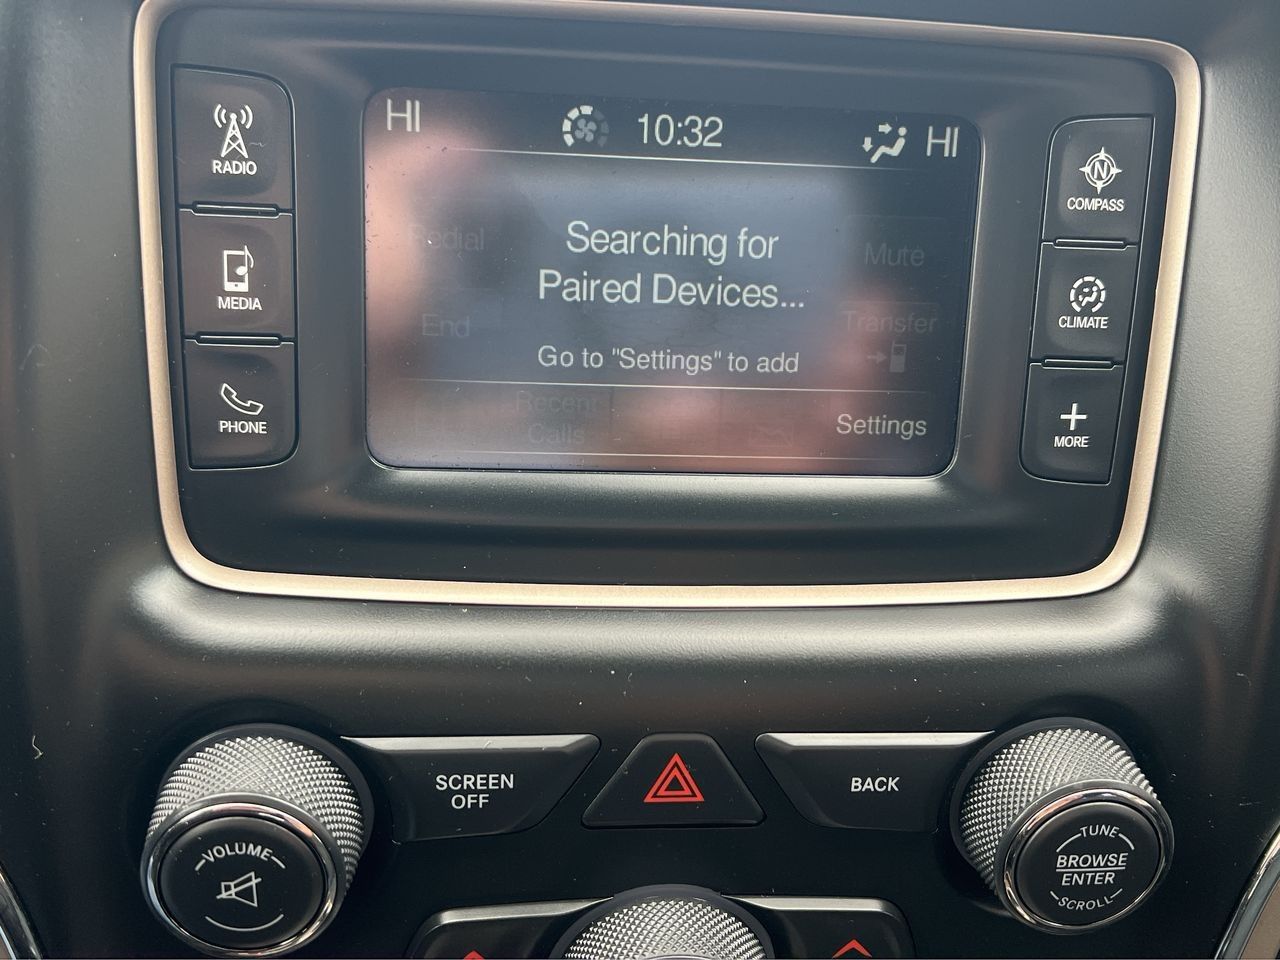 RADIO
MEDIA
PHONE
HI
10:32
HI
Redial
Searching for
Mute
Paired Devices...
End
Transfer
Go to "Settings" to add
Recent
Calls
Settings
N
COMPASS
CLIMATE
MORE
SCREEN
OFF
BACK
VOLUME
TUNE
BROWSE
ENTER
SCROLL